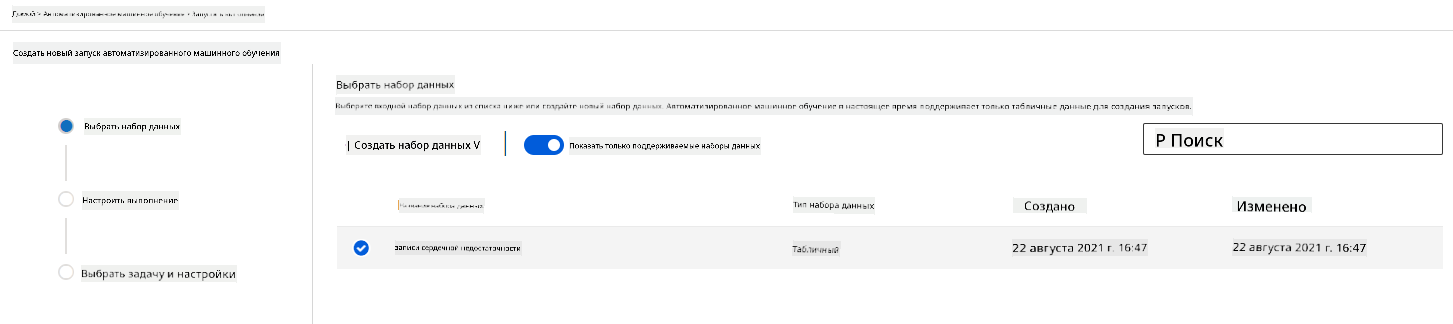 Домой > Автоматизированное машинное обучение > Запустить
Создать новый запуск автоматизированного машинного обучения
Выбрать набор данных
Настроить выполнение
Выбрать задачу и настройки
Выбрать набор данных
Выберите входной набор данных из списка ниже или создайте новый набор данных. Автоматизированное машинное обучение в настоящее время поддерживает только табличные данные для создания запусков.
| Создать набор данных V
Показать только поддерживаемые наборы данных
Р Поиск
Название набора данных Тип набора данных Создано Изменено
записи сердечной недостаточности Табличный 22 августа 2021 г. 16:47 22 августа 2021 г. 16:47